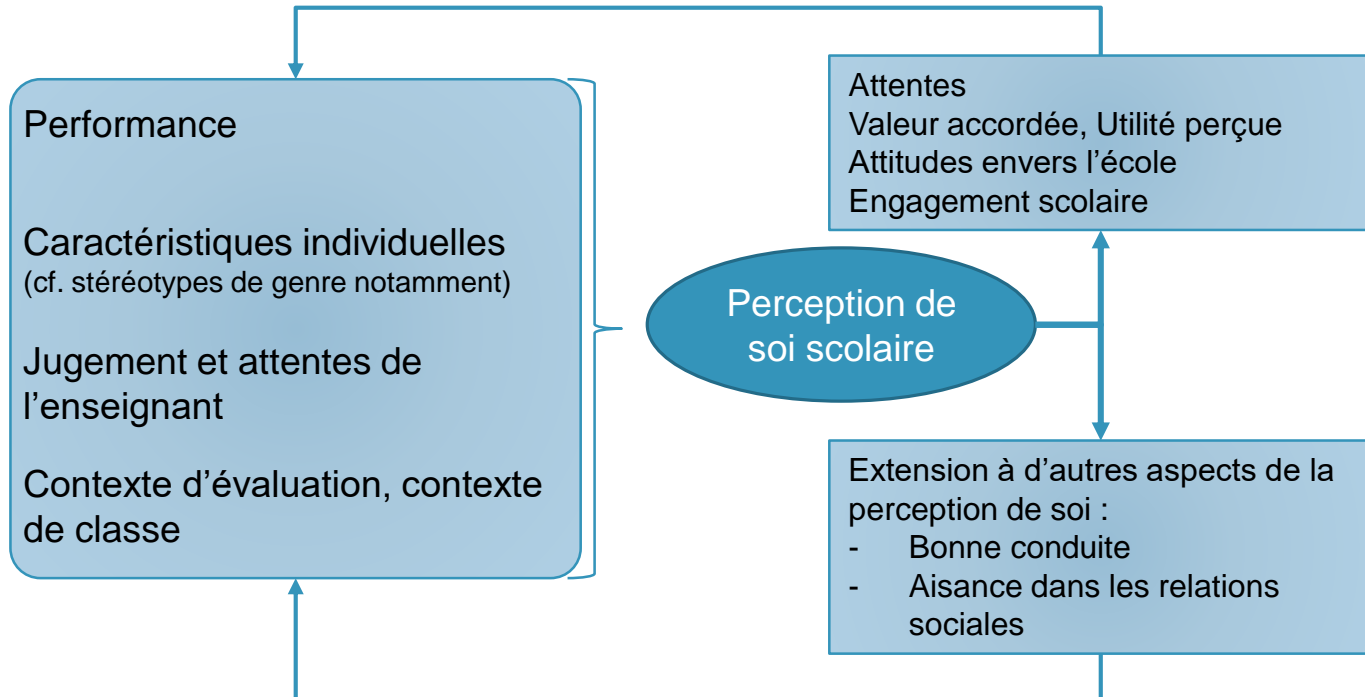 Performance
Caractéristiques individuelles
(cf. stéréotypes de genre notamment)
Jugement et attentes de
l’enseignant
Contexte d’évaluation, contexte
de classe
Perception de
soi scolaire
Attentes
Valeur accordée, Utilité perçue
Attitudes envers l’école
Engagement scolaire
Extension à d’autres aspects de la
perception de soi :
- Bonne conduite
- Aisance dans les relations
sociales